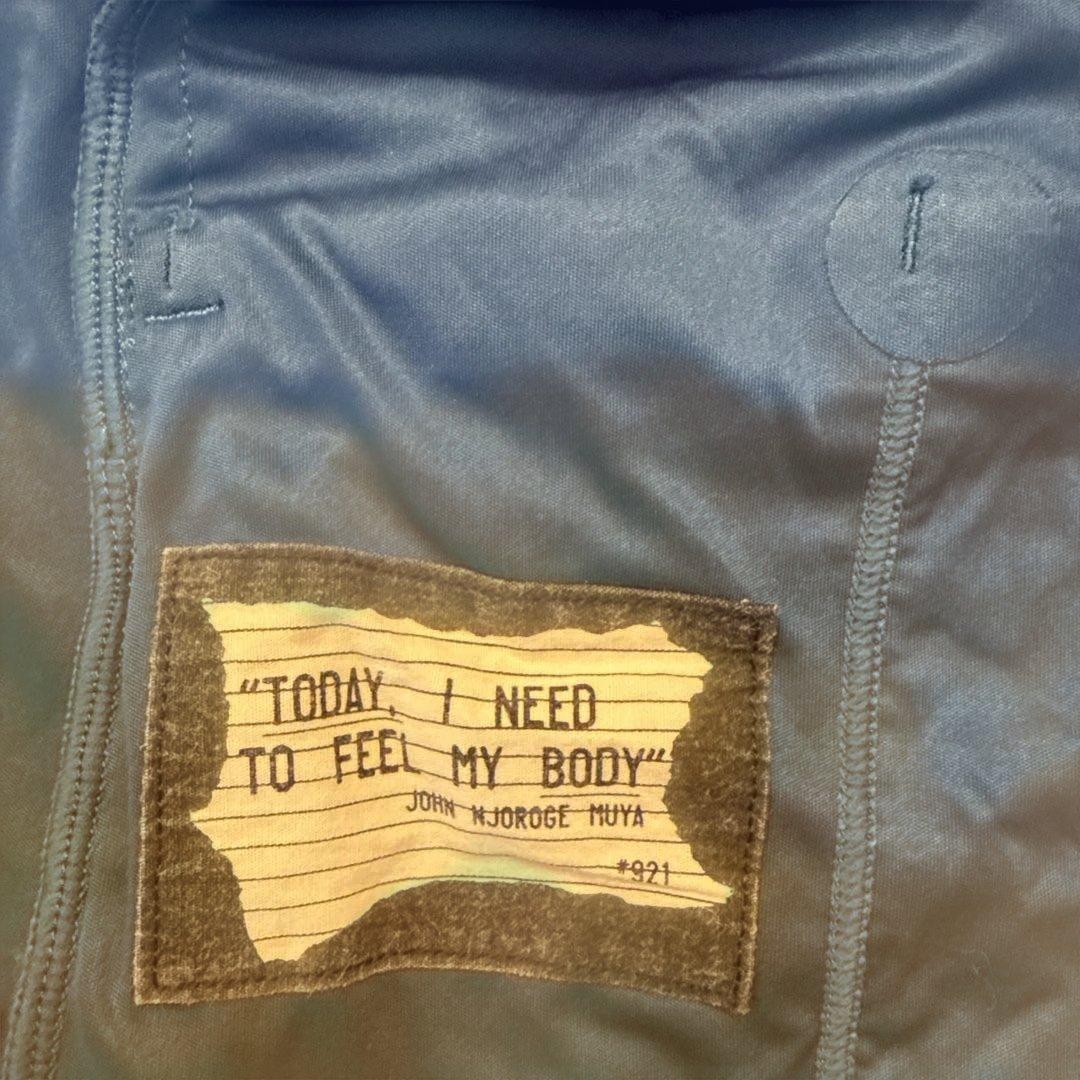 “TODAY, I NEED
TO FEEL MY BODY“
JOHN NJOROGE MUYA
#921